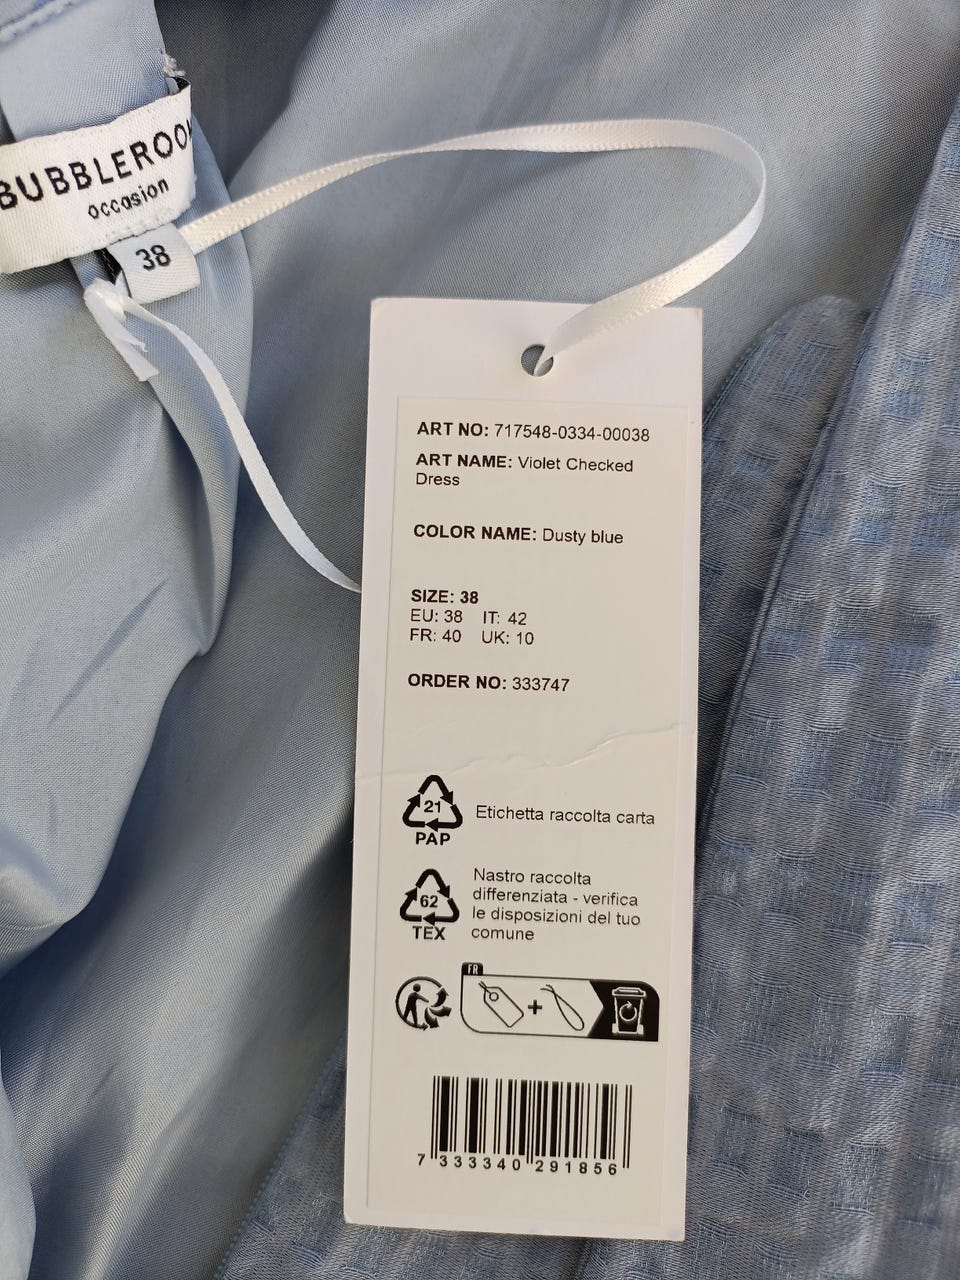 BUBBLEROOM
occasion
38
ART NO: 717548-0334-00038
ART NAME: Violet Checked
Dress
COLOR NAME: Dusty blue
SIZE: 38
EU: 38 IT: 42
FR: 40 UK: 10
ORDER NO: 333747
21
PAP
Etichetta raccolta carta
62
TEX
Nastro raccolta
differenziata - verifica
le disposizioni del tuo
comune
FR
+
7 333340 291856